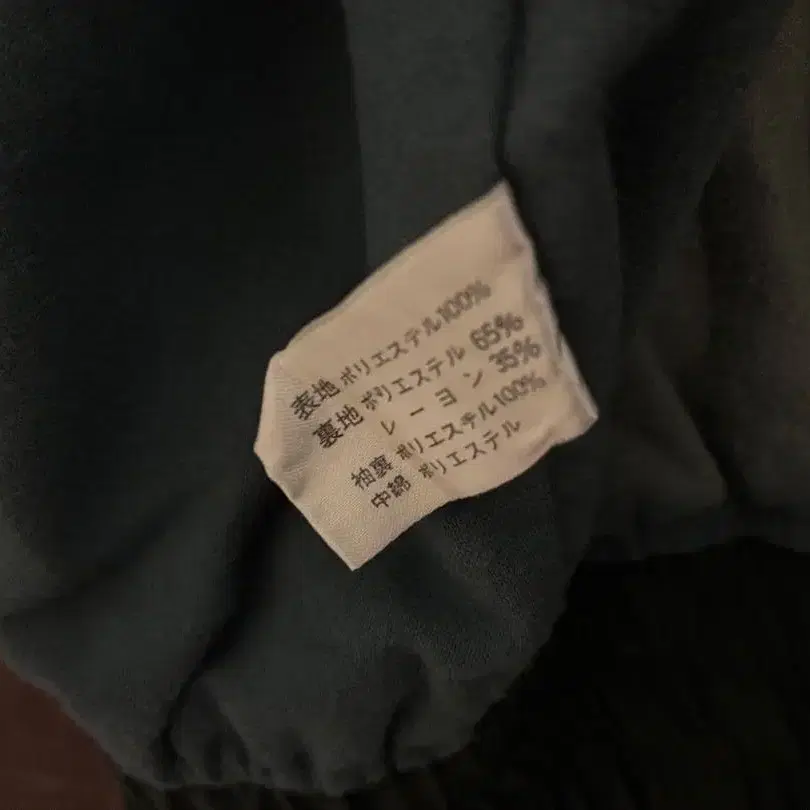 表地 ポリエステル100%
裏地 ポリエステル 65%
レーヨン 35%
袖裏 ポリエステル100%
中綿 ポリエステル